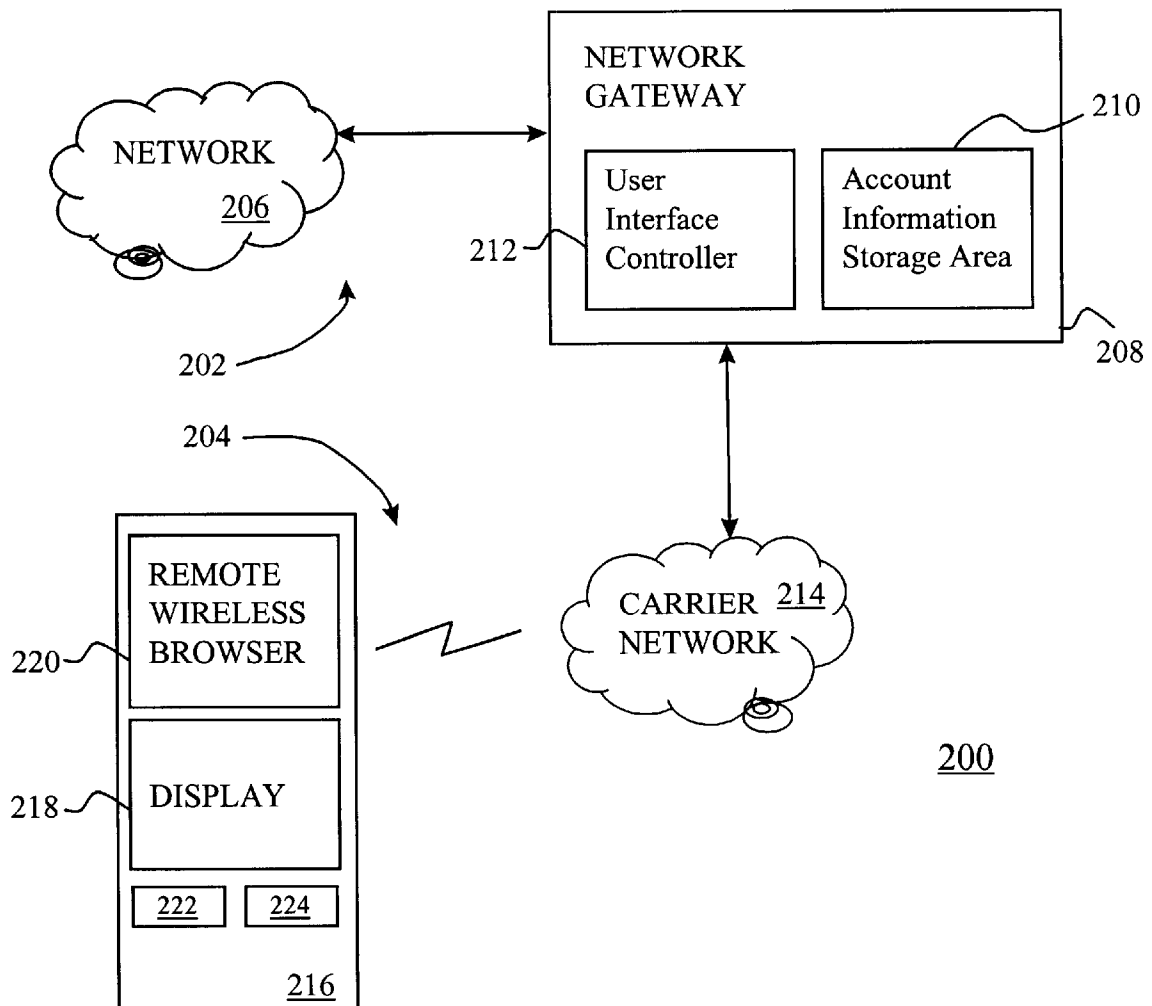 NETWORK
GATEWAY
210
NETWORK
206
User
Interface
Controller
Account
Information
Storage Area
212
202
208
204
REMOTE
WIRELESS
BROWSER
220
CARRIER
NETWORK
214
200
218
DISPLAY
222
224
216